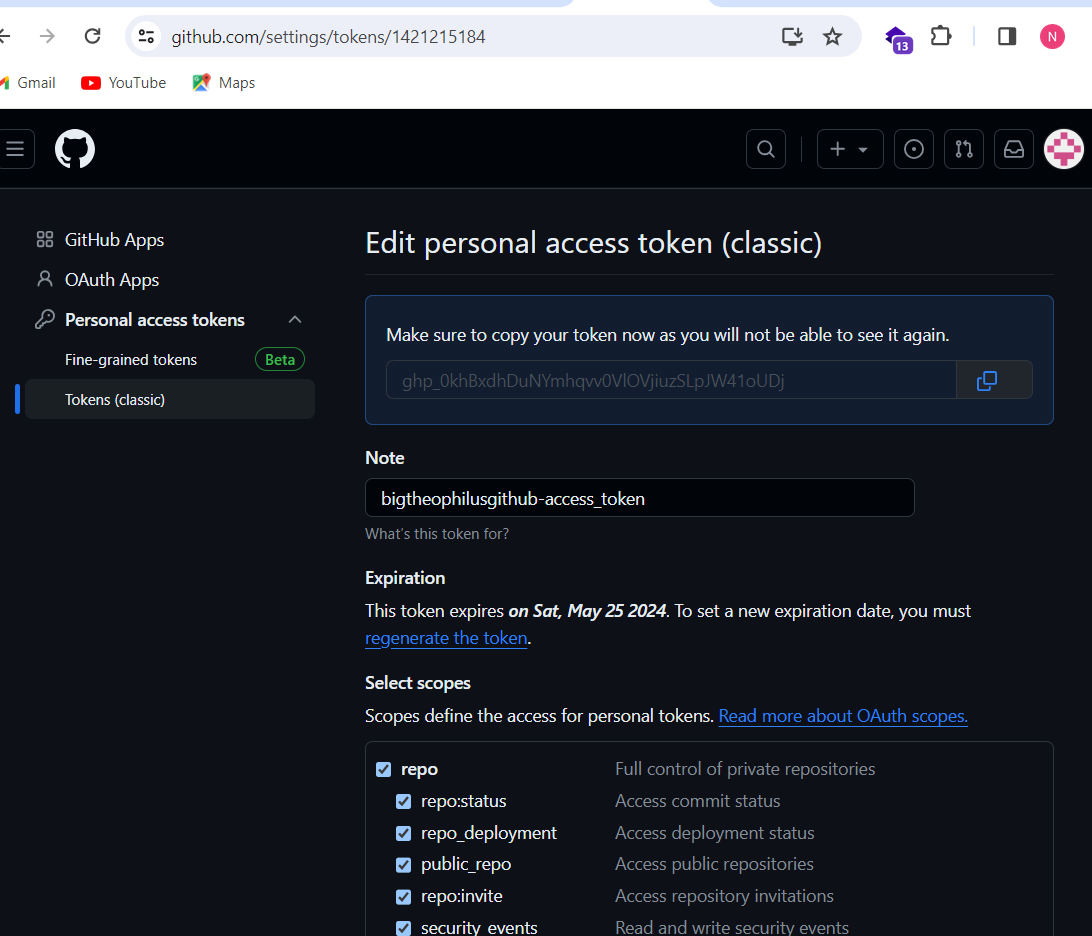 github.com/settings/tokens/1421215184
13
N
Gmail
YouTube
Maps
GitHub Apps
OAuth Apps
Personal access tokens
Fine-grained tokens
Beta
Tokens (classic)
Edit personal access token (classic)
Make sure to copy your token now as you will not be able to see it again.
Note
bigtheophilusgithub-access_token
What's this token for?
Expiration
This token expires on Sat, May 25 2024. To set a new expiration date, you must
regenerate the token.
Select scopes
Scopes define the access for personal tokens. Read more about OAuth scopes.
repo Full control of private repositories
repo:status Access commit status
repo_deployment Access deployment status
public_repo Access public repositories
repo:invite Access repository invitations
security_events Read and write security events